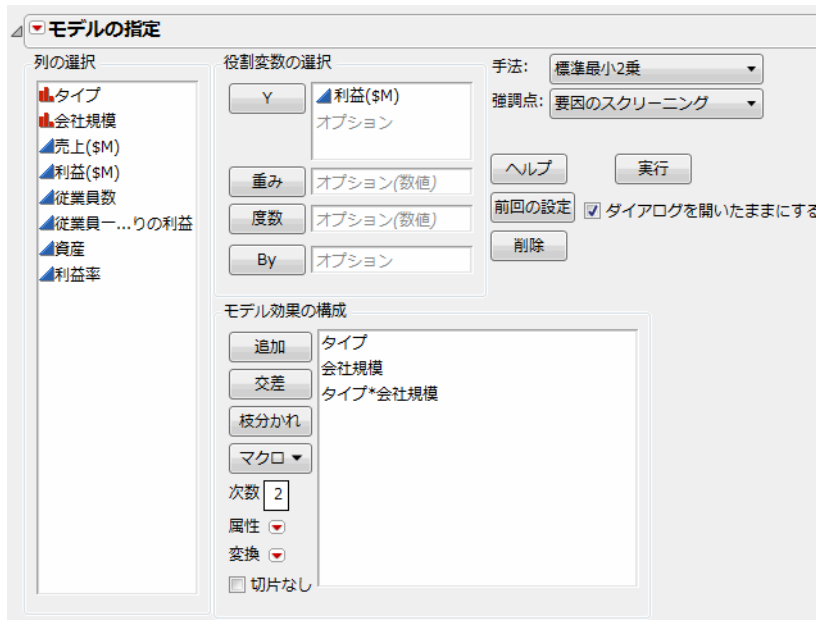 モデルの指定
列の選択
タイプ
会社規模
売上($M)
利益($M)
従業員数
従業員一...りの利益
資産
利益率
役割変数の選択
Y
利益($M)
オプション
重み
オプション(数値)
度数
オプション(数値)
By
オプション
手法:
標準最小2乗
強調点:
要因のスクリーニング
ヘルプ
実行
前回の設定
ダイアログを開いたままにする
削除
モデル効果の構成
追加
交差
枝分かれ
マクロ
次数 2
属性
変換
切片なし
タイプ
会社規模
タイプ*会社規模